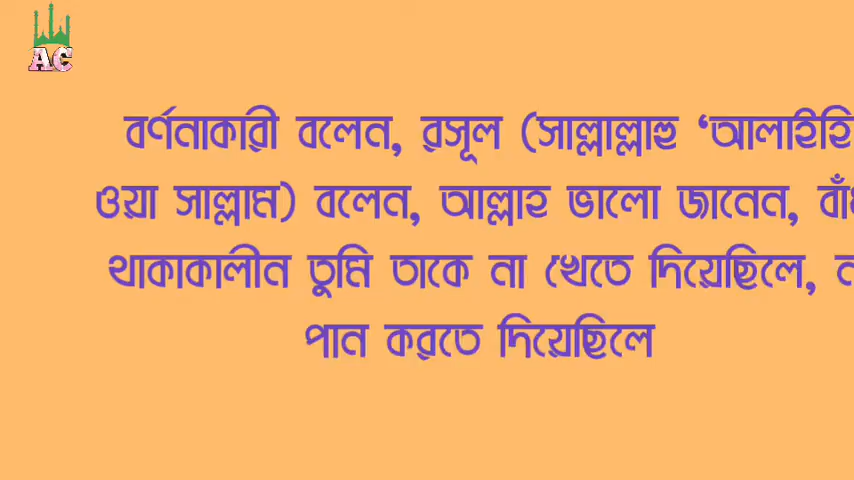 AC
বর্ণনাকারী বলেন, রসূল (সাল্লাল্লাহু ‘আলাইহি
ওয়া সাল্লাম) বলেন, আল্লাহ ভালো জানেন,
থাকাকালীন তুমি তাকে না খেতে দিয়েছিলে,
পান করতে দিয়েছিলে